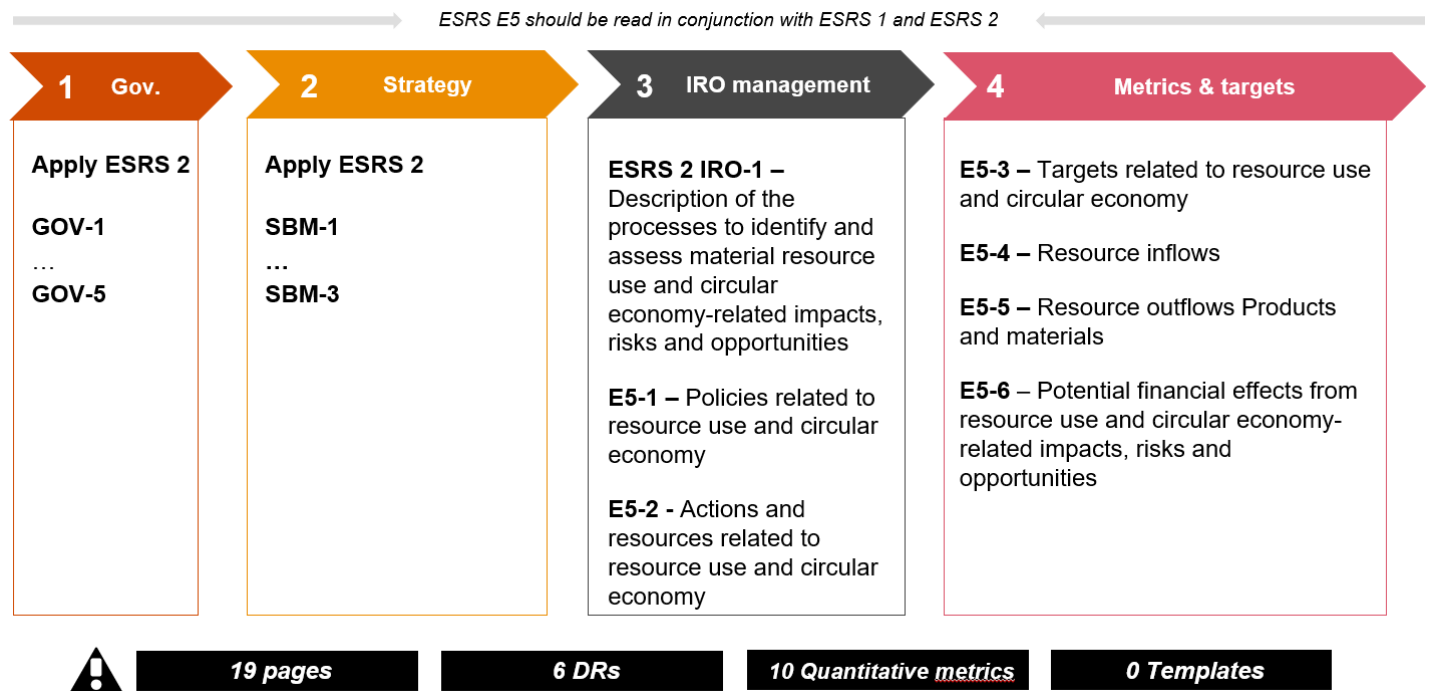 ESRS E5 should be read in conjunction with ESRS 1 and ESRS 2
1 Gov.
Apply ESRS 2
GOV-1
…
GOV-5
2 Strategy
Apply ESRS 2
SBM-1
…
SBM-3
3 IRO management
ESRS 2 IRO-1 –
Description of the
processes to identify and
assess material resource
use and circular
economy-related impacts,
risks and opportunities
E5-1 – Policies related to
resource use and circular
economy
E5-2 - Actions and
resources related to
resource use and circular
economy
4 Metrics & targets
E5-3 – Targets related to resource use
and circular economy
E5-4 – Resource inflows
E5-5 – Resource outflows Products
and materials
E5-6 – Potential financial effects from
resource use and circular economy-
related impacts, risks and
opportunities
19 pages
6 DRs
10 Quantitative metrics
0 Templates